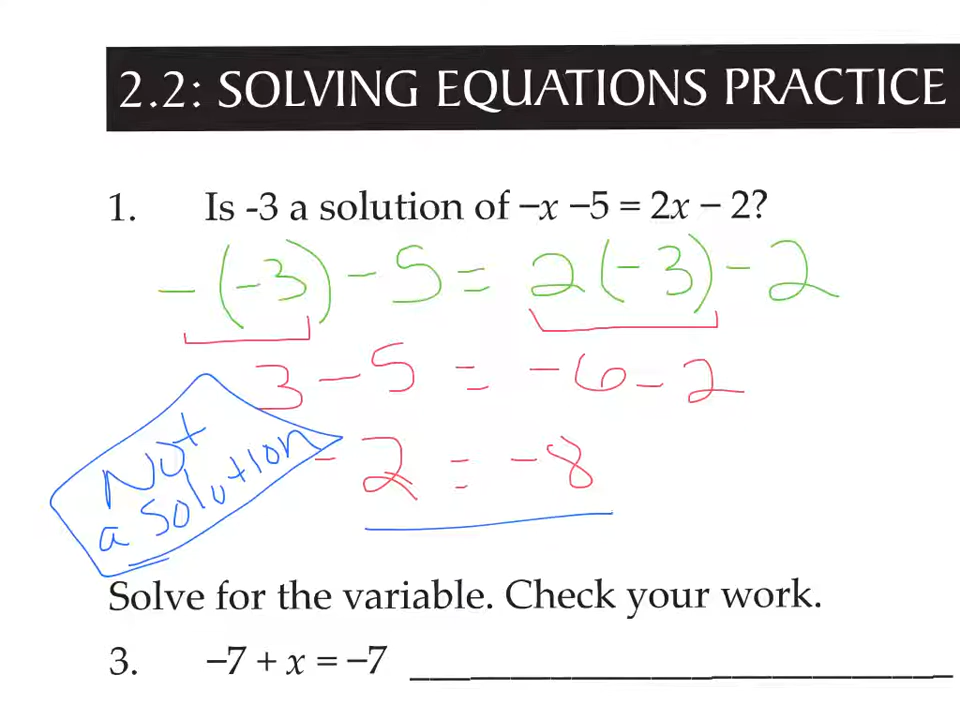 2.2: SOLVING EQUATIONS PRACTICE
1. Is -3 a solution of −x −5 = 2x − 2?
-(-3) - 5 = 2(-3) - 2
3 - 5 = -6 - 2
-2 = -8
Not
a solution
Solve for the variable. Check your work.
3. −7 + x = −7 ______________________